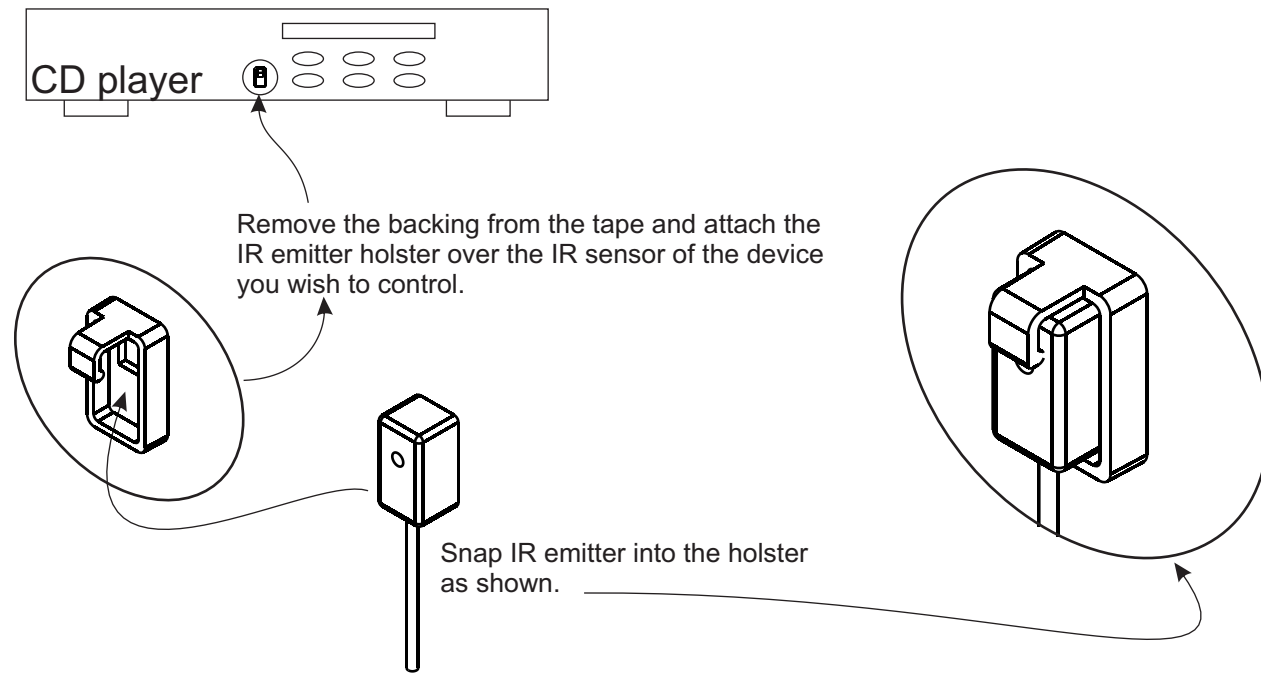 CD player
Remove the backing from the tape and attach the
IR emitter holster over the IR sensor of the device
you wish to control.
Snap IR emitter into the holster
as shown.